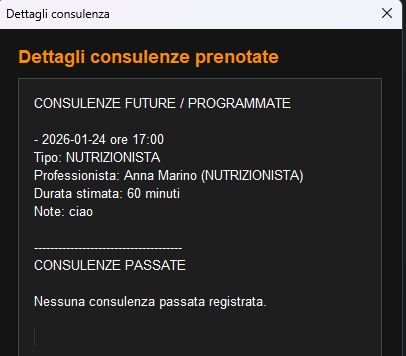 Dettagli consulenza
Dettagli consulenze prenotate
CONSULENZE FUTURE / PROGRAMMATE
- 2026-01-24 ore 17:00
Tipo: NUTRIZIONISTA
Professionista: Anna Marino (NUTRIZIONISTA)
Durata stimata: 60 minuti
Note: ciao
-------------------------------------
CONSULENZE PASSATE
Nessuna consulenza passata registrata.